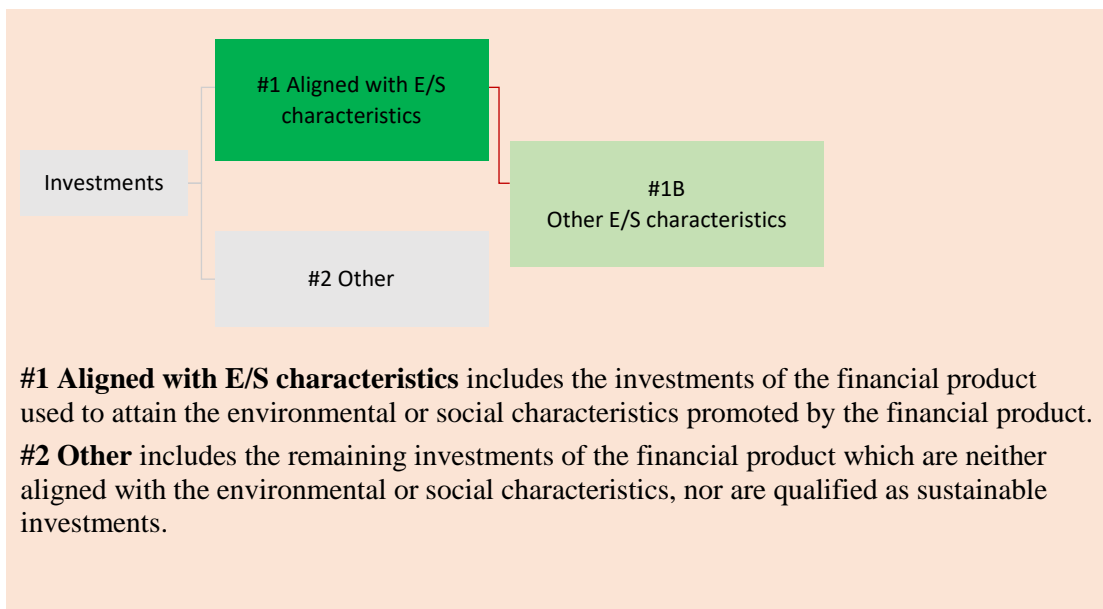 #1 Aligned with E/S
characteristics
Investments
#1B
Other E/S characteristics
#2 Other
#1 Aligned with E/S characteristics includes the investments of the financial product
used to attain the environmental or social characteristics promoted by the financial product.
#2 Other includes the remaining investments of the financial product which are neither
aligned with the environmental or social characteristics, nor are qualified as sustainable
investments.